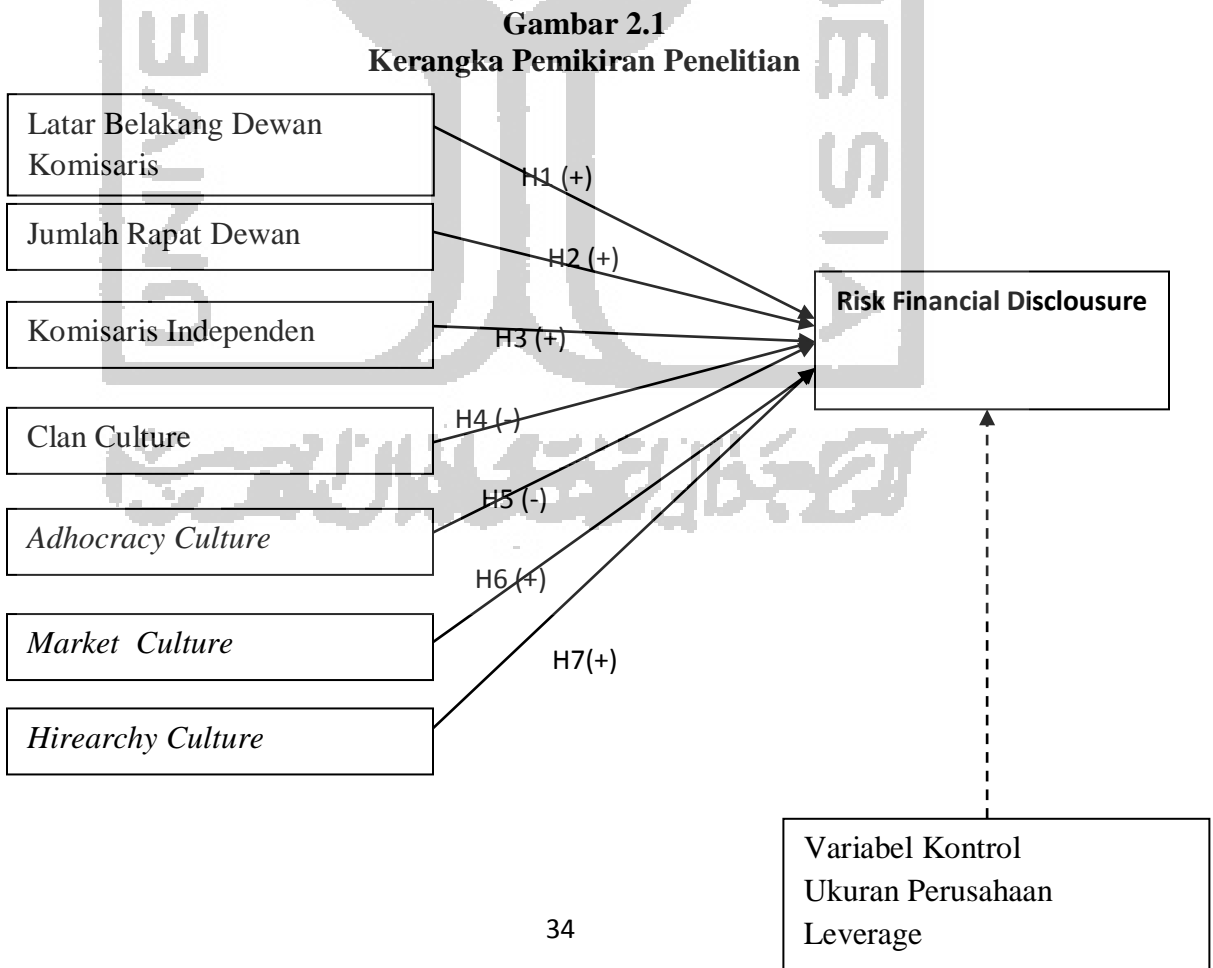 Gambar 2.1
Kerangka Pemikiran Penelitian
Latar Belakang Dewan
Komisaris
H1 (+)
Jumlah Rapat Dewan
H2 (+)
Risk Financial Disclousure
Komisaris Independen
H3 (+)
Clan Culture
H4 (-)
Adhocracy Culture
H5 (-)
H6 (+)
Market Culture
H7(+)
Hirearchy Culture
Variabel Kontrol
Ukuran Perusahaan
Leverage
34